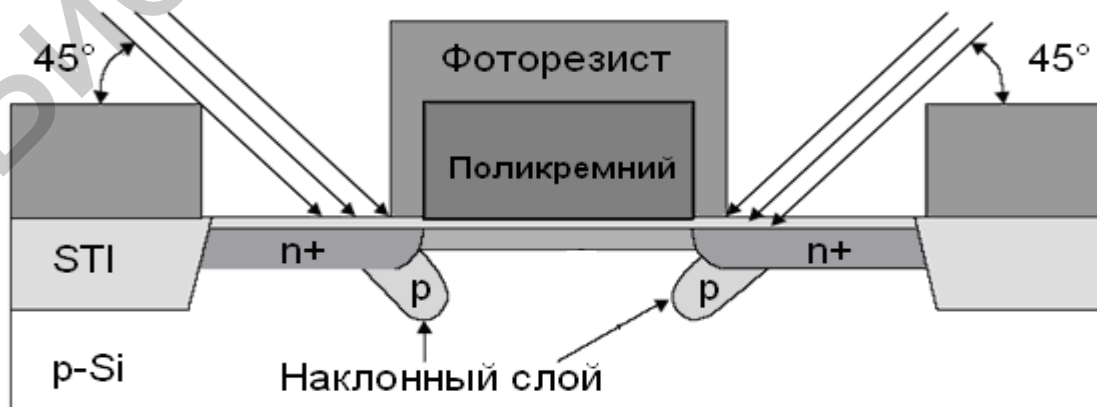 45°
Фоторезист
45°
Поликремний
STI
n+
n+
p
p
p-Si
Наклонный слой